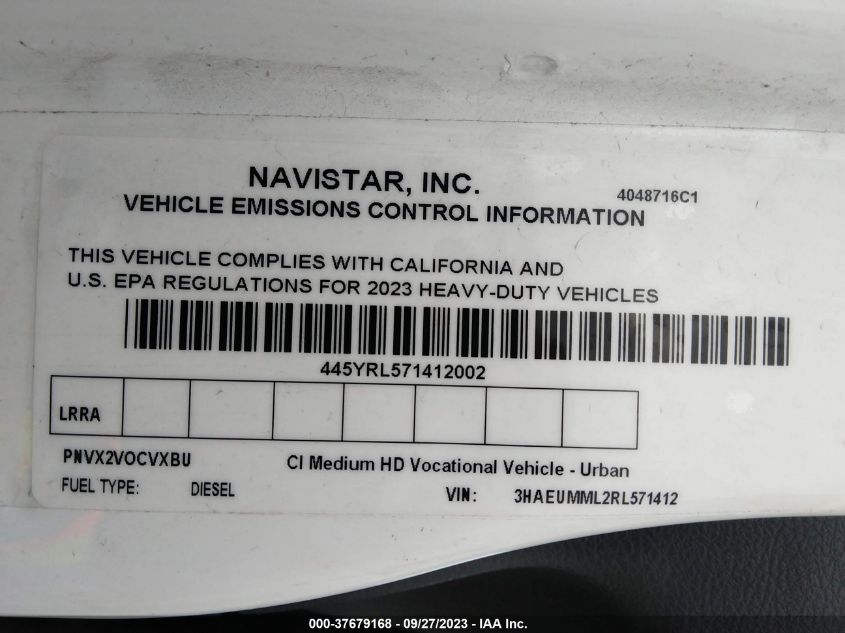 NAVISTAR, INC.
4048716C1
VEHICLE EMISSIONS CONTROL INFORMATION
THIS VEHICLE COMPLIES WITH CALIFORNIA AND
U.S. EPA REGULATIONS FOR 2023 HEAVY-DUTY VEHICLES
445YRL571412002
LRRA
PNVX2VOCVXBU CI Medium HD Vocational Vehicle - Urban
FUEL TYPE: DIESEL VIN: 3HAEUMML2RL571412
000-37679168 - 09/27/2023 - IAA Inc.